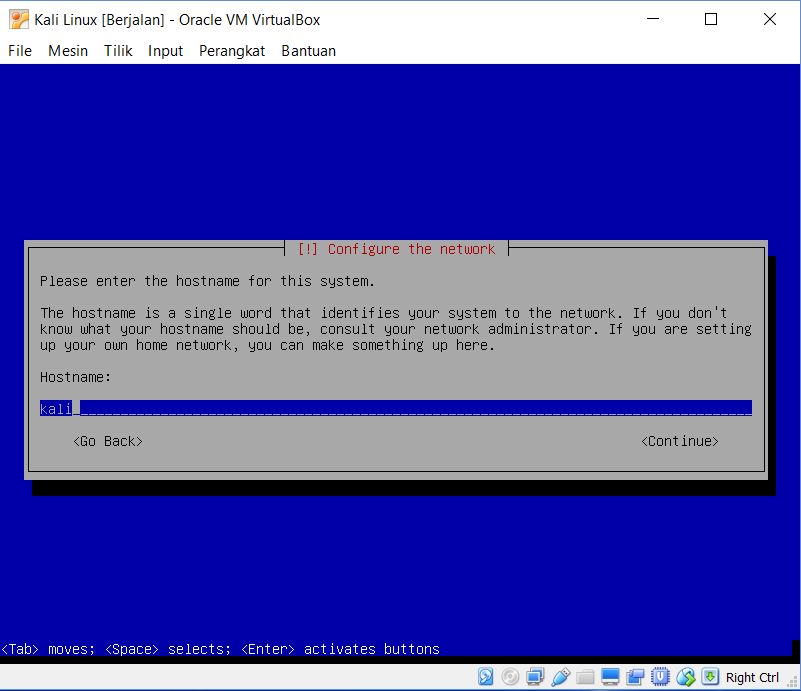 Kali Linux [Berjalan] - Oracle VM VirtualBox
File Mesin Tilik Input Perangkat Bantuan
[!] Configure the network
Please enter the hostname for this system.
The hostname is a single word that identifies your system to the network. If you don't
know what your hostname should be, consult your network administrator. If you are setting
up your own home network, you can make something up here.
Hostname:
kali
<Go Back> <Continue>
<Tab> moves; <Space> selects; <Enter> activates buttons
Right Ctrl